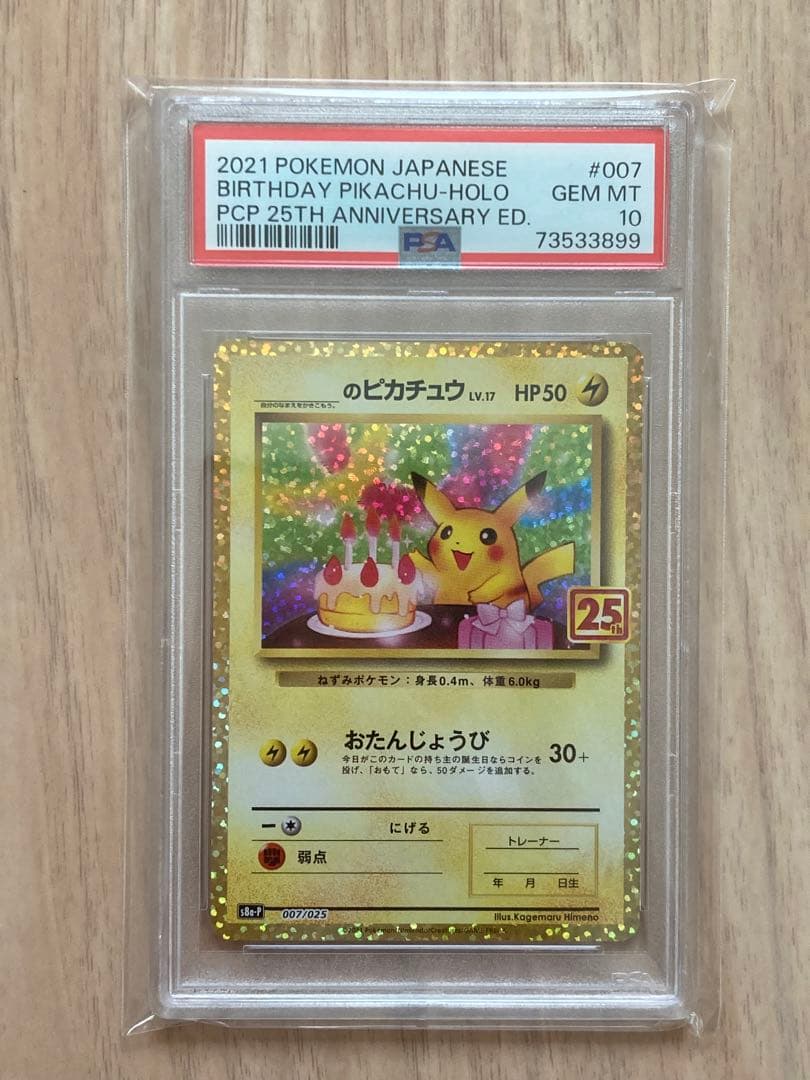 2021 POKEMON JAPANESE #007
BIRTHDAY PIKACHU-HOLO GEM MT
PCP 25TH ANNIVERSARY ED. 10
PSA 73533899
のピカチュウ LV.17 HP50
自分のなまえをかきこもう。
25th
ねずみポケモン：身長0.4m、体重6.0kg
おたんじょうび 30+
今日がこのカードの持ち主の誕生日ならコインを
投げ、「おもて」なら、50ダメージを追加する。
にげる
トレーナー
弱点
年 月 日生
s8a-P 007/025 Illus.Kagemaru Himeno